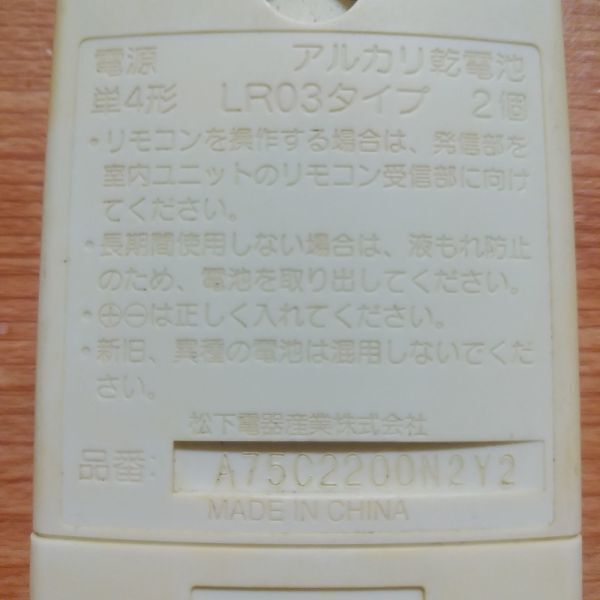 電源 アルカリ乾電池
単4形 LR03タイプ 2個
・リモコンを操作する場合は、発信部を
室内ユニットのリモコン受信部に向け
てください。
・長期間使用しない場合は、液もれ防止
のため、電池を取り出してください。
・⊕⊖は正しく入れてください。
・新旧、異種の電池は混用しないでくだ
さい。
松下電器産業株式会社
品番: A75C2200N2Y2
MADE IN CHINA